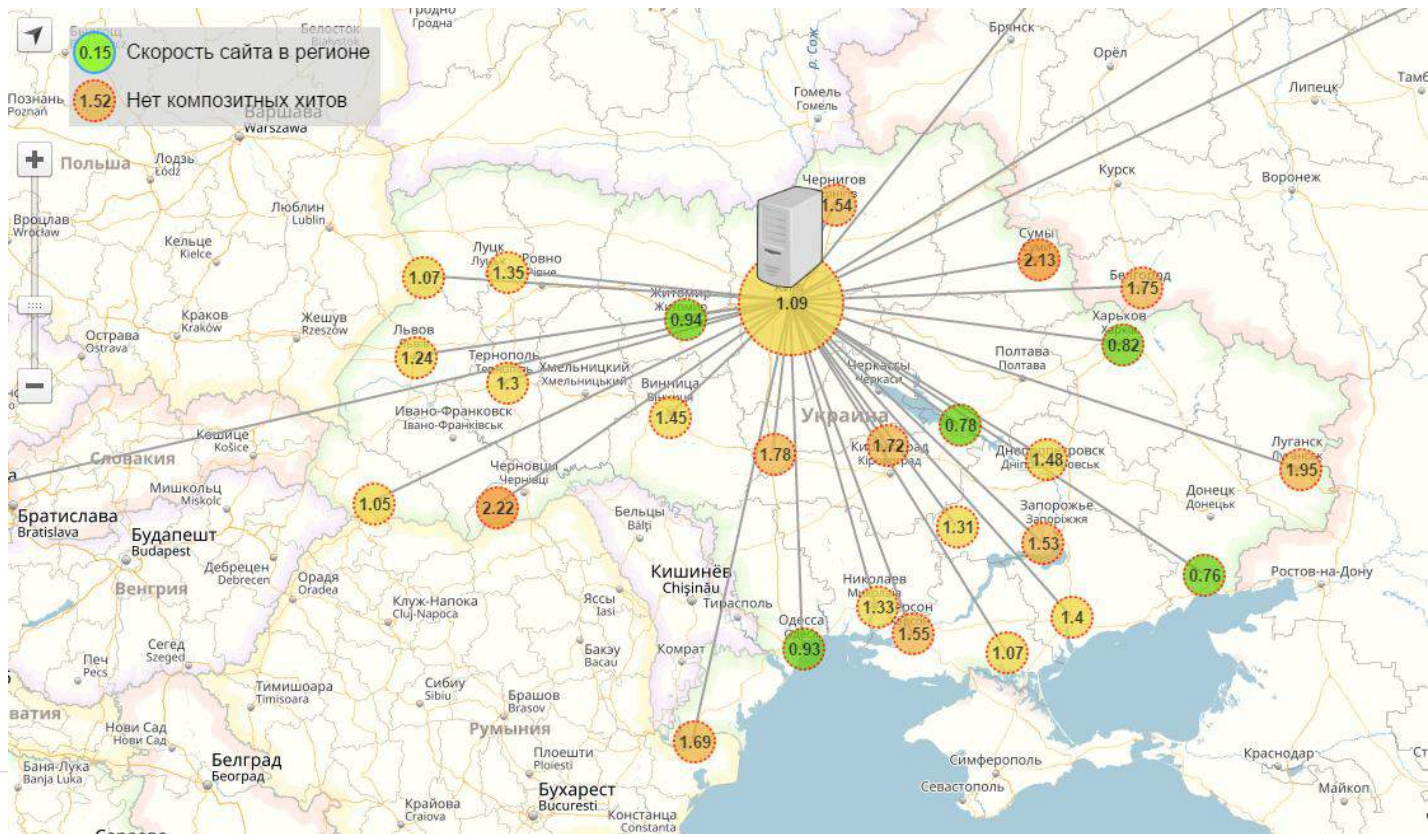 Гродно
Гродна
0.15 Скорость сайта в регионе
1.52 Нет композитных хитов
Белосток
Брянск
Орёл
р. Сож
Гомель
Гомель
Липецк
Познань
Poznań
Варшава
Warszawa
Польша
Лодзь
Łódź
Чернигов
1.54
Курск
Воронеж
Люблин
Lublin
Вроцлав
Wrocław
Кельце
Kielce
Сумы
2.13
Луцк
Ровно
1.07
1.35
Белгород
1.75
Житомир
0.94
1.09
Краков
Kraków
Жешув
Rzeszów
Острава
Ostrava
Львов
1.24
Харьков
0.82
Тернополь
1.3
Хмельницкий
Хмельницький
Черкассы
Черкаси
Полтава
Полтава
Винница
1.45
Ивано-Франковск
Івано-Франківськ
Украина
0.78
Кошице
Košice
Словакия
1.78
1.72
1.48
Луганск
1.95
Черновцы
Чернівці
Мишкольц
Miskolc
Донецк
Донецьк
1.05
2.22
Запорожье
Запоріжжя
1.53
Братислава
Bratislava
Будапешт
Budapest
Бельцы
Bălți
1.31
Дебрецен
Debrecen
Орадя
Oradea
Венгрия
Кишинёв
Chişinău
Тирасполь
0.76
Ростов-на-Дону
Николаев
1.33
Клуж-Напока
Cluj-Napoca
Яссы
Iasi
Одесса
0.93
1.55
1.4
1.07
Сегед
Szeged
Печ
Pecs
Бакэу
Bacau
Комрат
Тимишоара
Timisoara
Сибиу
Sibiu
Брашов
Brasov
Румыния
1.69
Нови Сад
Нови Сад
Белград
Београд
Плоешти
Ploiesti
Симферополь
Севастополь
Краснодар
Майкоп
Баня-Лука
Banja Luka
Бухарест
Bucuresti
Крайова
Craiova
Констанца
Constanta